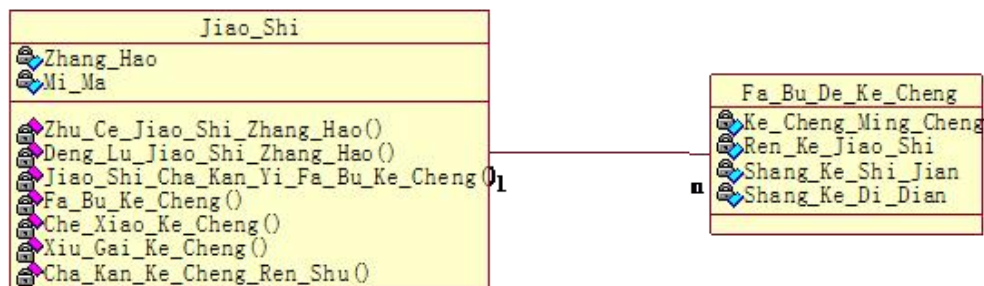 Jiao_Shi
Zhang_Hao
Mi_Ma
Zhu_Ce_Jiao_Shi_Zhang_Hao()
Deng_Lu_Jiao_Shi_Zhang_Hao()
Jiao_Shi_Cha_Kan_Yi_Fa_Bu_Ke_Cheng()
Fa_Bu_Ke_Cheng()
Che_Xiao_Ke_Cheng()
Xiu_Gai_Ke_Cheng()
Cha_Kan_Ke_Cheng_Ren_Shu()
1
n
Fa_Bu_De_Ke_Cheng
Ke_Cheng_Ming_Cheng
Ren_Ke_Jiao_Shi
Shang_Ke_Shi_Jian
Shang_Ke_Di_Dian